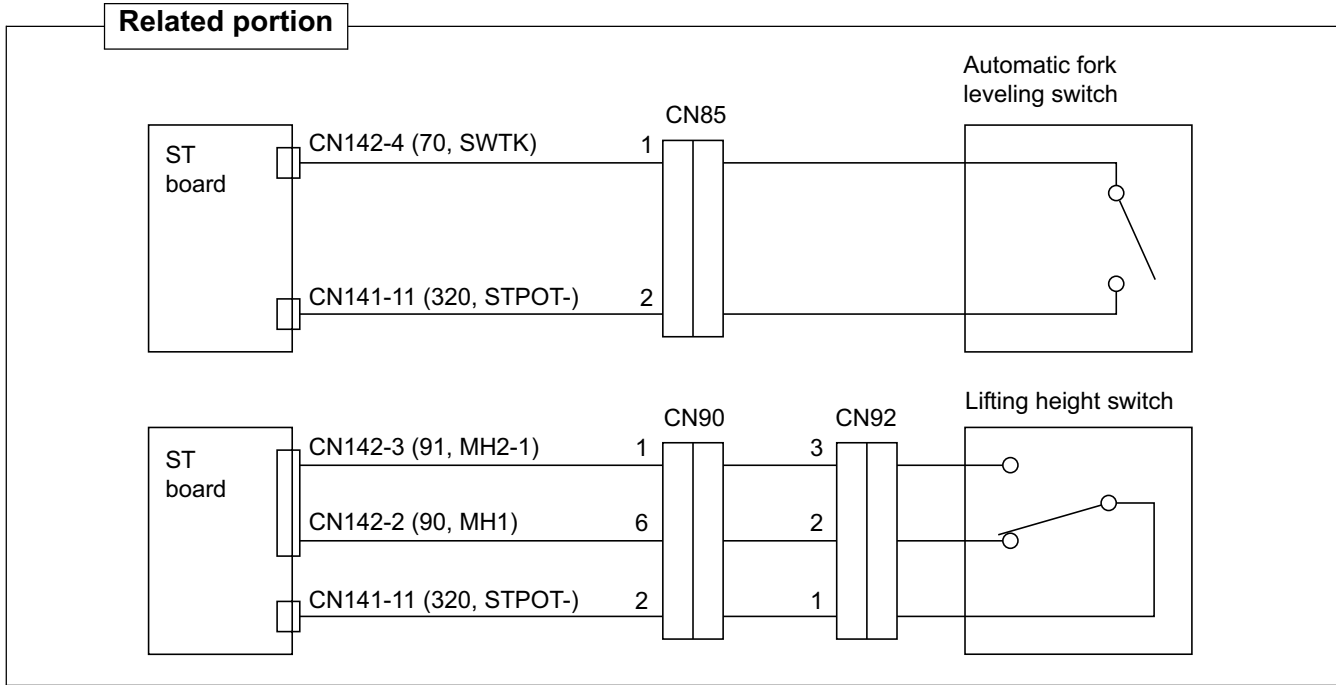 Related portion
Automatic fork
leveling switch
CN85
ST
board
CN142-4 (70, SWTK)
1
CN141-11 (320, STPOT-)
2
Lifting height switch
CN90
CN92
ST
board
CN142-3 (91, MH2-1)
1
3
CN142-2 (90, MH1)
6
2
CN141-11 (320, STPOT-)
2
1